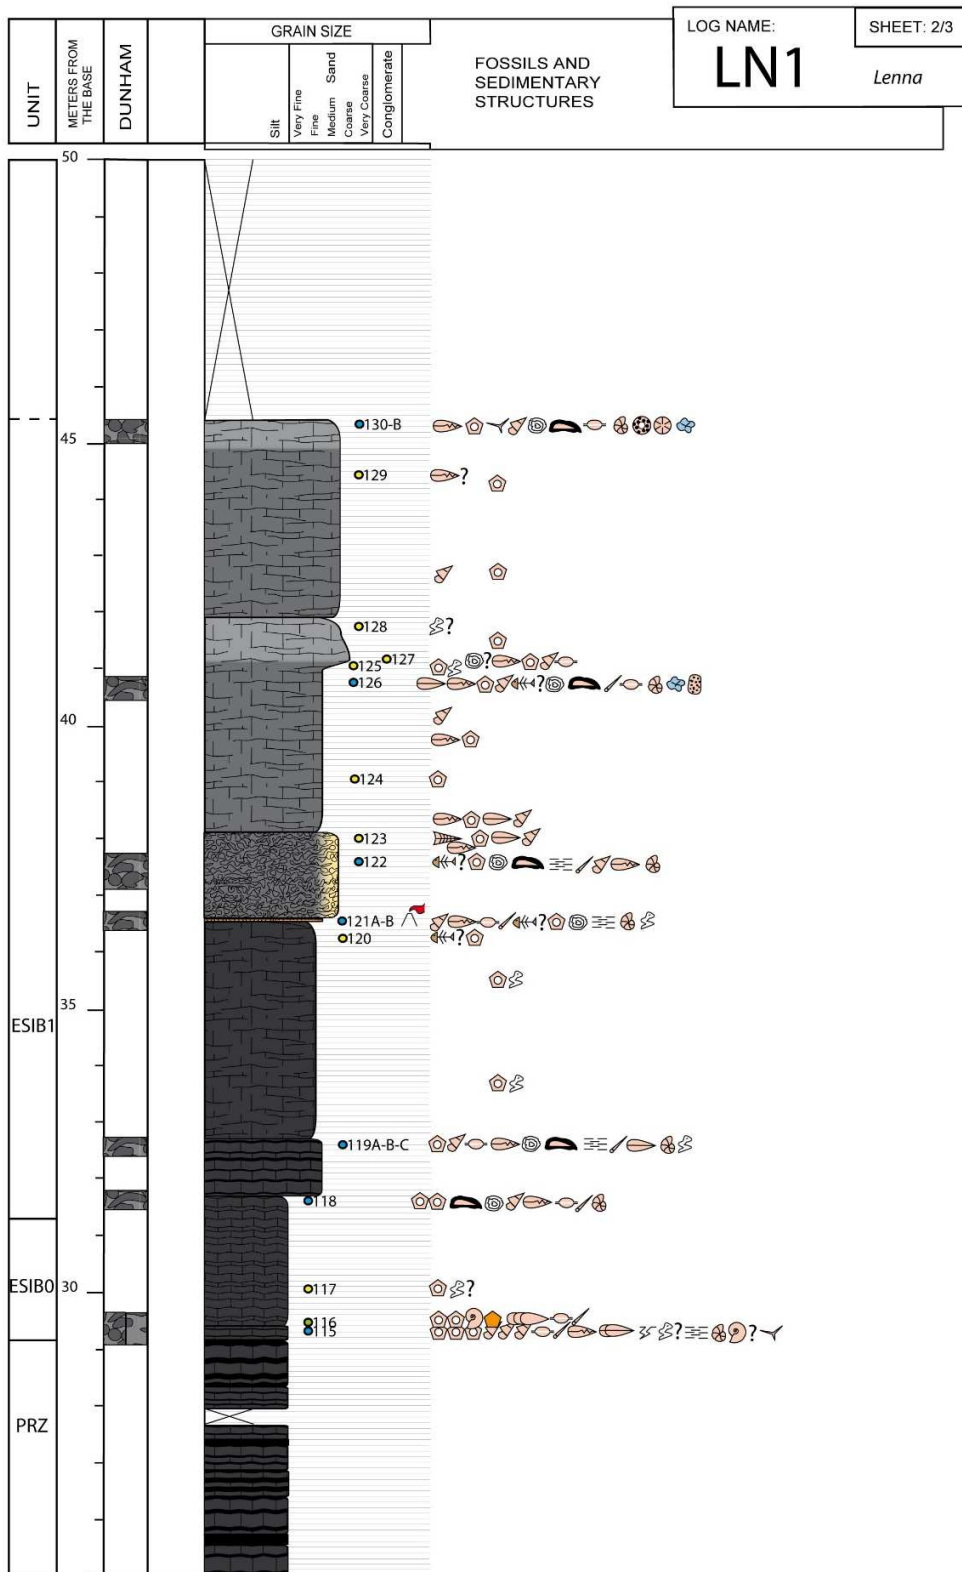 LOG NAME:
LN1
SHEET: 2/3
Lenna
UNIT
METERS FROM
THE BASE
DUNHAM
GRAIN SIZE
Silt
Very Fine
Fine
Medium
Coarse
Very Coarse
Sand
Conglomerate
FOSSILS AND
SEDIMENTARY
STRUCTURES
50
45
130-B
129
?
128
?
127
?
125
126
?
40
124
123
122
?
121A-B
?
120
?
35
ESIB1
119A-B-C
118
ESIB0
30
117
?
116
115
?
?
PRZ